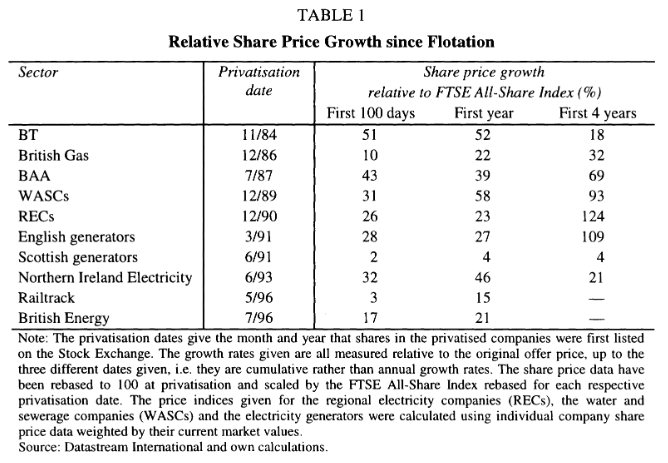 TABLE 1
Relative Share Price Growth since Flotation
Sector Privatisation Share price growth
date relative to FTSE All-Share Index (%)
First 100 days First year First 4 years
BT 11/84 51 52 18
British Gas 12/86 10 22 32
BAA 7/87 43 39 69
WASCs 12/89 31 58 93
RECs 12/90 26 23 124
English generators 3/91 28 27 109
Scottish generators 6/91 2 4 4
Northern Ireland Electricity 6/93 32 46 21
Railtrack 5/96 3 15 —
British Energy 7/96 17 21 —
Note: The privatisation dates give the month and year that shares in the privatised companies were first listed
on the Stock Exchange. The growth rates given are all measured relative to the original offer price, up to the
three different dates given, i.e. they are cumulative rather than annual growth rates. The share price data have
been rebased to 100 at privatisation and scaled by the FTSE All-Share Index rebased for each respective
privatisation date. The price indices given for the regional electricity companies (RECs), the water and
sewerage companies (WASCs) and the electricity generators were calculated using individual company share
price data weighted by their current market values.
Source: Datastream International and own calculations.